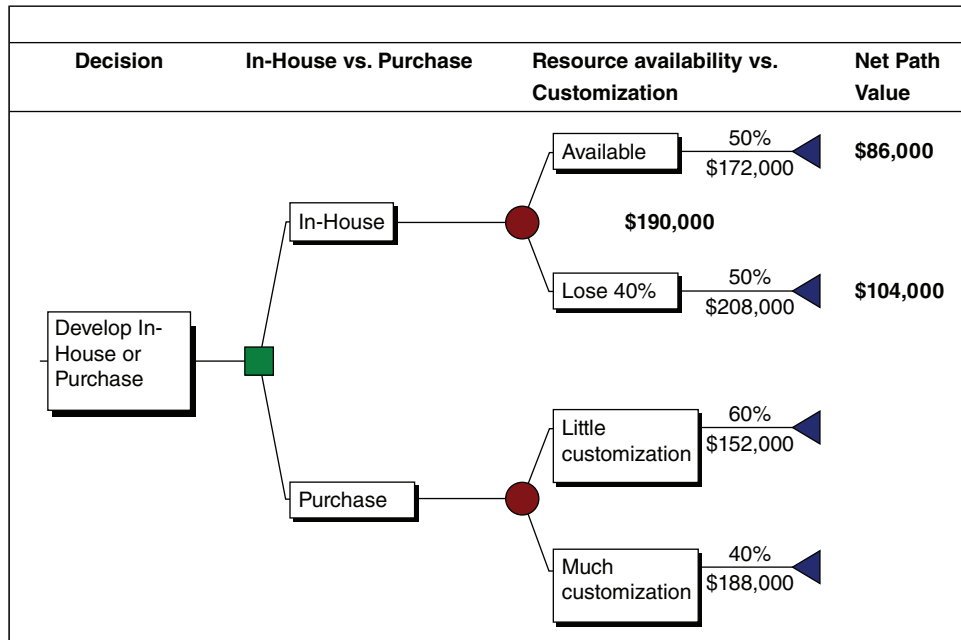 Decision
In-House vs. Purchase
Resource availability vs.
Customization
Net Path
Value
Available
50%
$172,000
$86,000
In-House
$190,000
Lose 40%
50%
$208,000
$104,000
Develop In-
House or
Purchase
Little
customization
60%
$152,000
Purchase
Much
customization
40%
$188,000